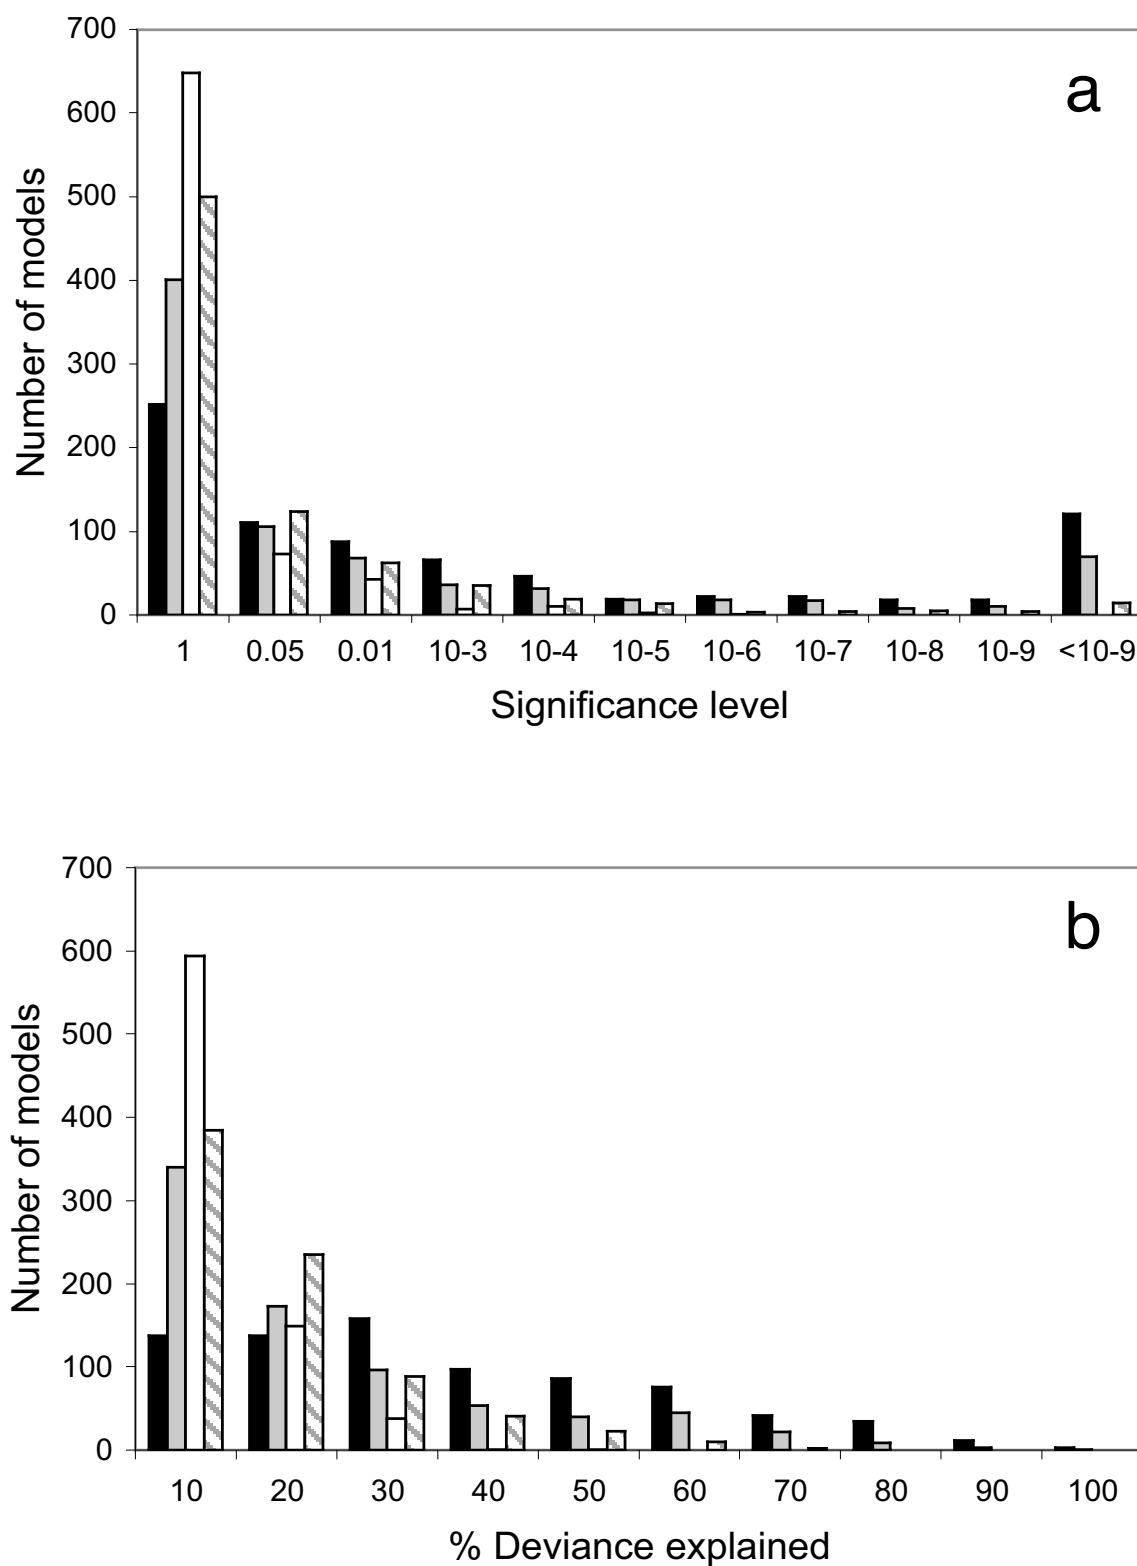 700
a
600
500
400
300
200
100
0
Number of models
1 0.05 0.01 10-3 10-4 10-5 10-6 10-7 10-8 10-9 <10-9
Significance level
700
b
600
500
400
300
200
100
0
Number of models
10 20 30 40 50 60 70 80 90 100
% Deviance explained